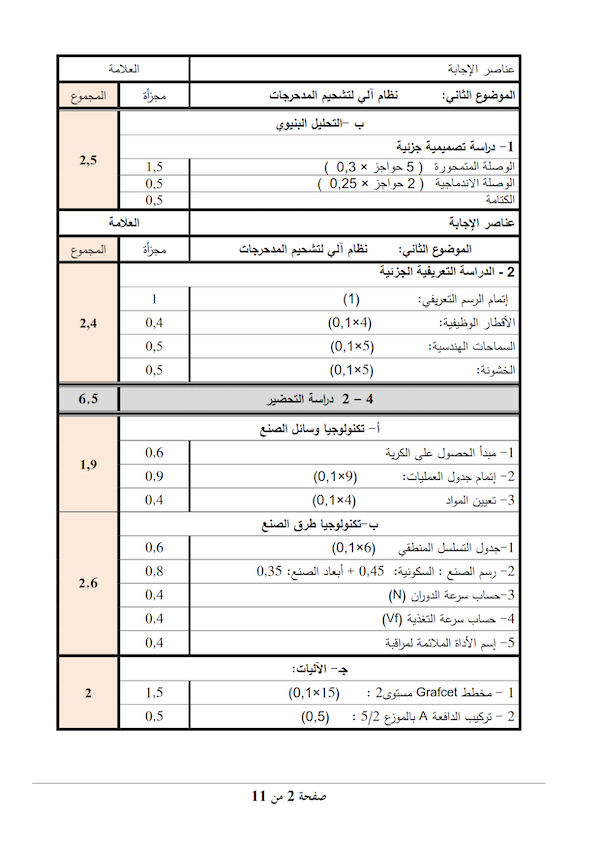 عناصر الإجابة العلامة
الموضوع الثاني: نظام آلي لتشحيم المدحرجات مجزأة المجموع
ب -التحليل البنيوي
1- دراسة تصميمية جزئية
2,5
الوصلة المتمحورة ( 5 حواجز × 0,3 ) 1,5
الوصلة الاندماجية ( 2 حواجز × 0,25 ) 0,5
الكتامة 0,5
عناصر الإجابة العلامة
الموضوع الثاني: نظام آلي لتشحيم المدحرجات مجزأة المجموع
2 - الدراسة التعريفية الجزئية
إتمام الرسم التعريفي: (1) 1
الأقطار الوظيفية: (0,1×4) 0,4 2,4
السماحات الهندسية: (0,1×5) 0,5
الخشونة: (0,1×5) 0,5
4 – 2 دراسة التحضير 6.5
أ- تكنولوجيا وسائل الصنع
1- مبدأ الحصول على الكرية 0,6
1,9
2- إتمام جدول العمليات: (0,1×9) 0,9
3- تعيين المواد (0,1×4) 0,4
ب-تكنولوجيا طرق الصنع
1-جدول التسلسل المنطقي (0,1×6) 0,6
2- رسم الصنع : السكونية: 0,45 + أبعاد الصنع: 0,35 0,8
2,6
3-حساب سرعة الدوران (N) 0,4
4- حساب سرعة التغذية (Vf) 0,4
5- إسم الأداة الملائمة لمراقبة 0,4
جـ- الآليات:
1 - مخطط Grafcet مستوى2 : (0,1×15) 1,5 2
2 - تركيب الدافعة A بالموزع 5/2 : (0,5) 0,5
صفحة 2 من 11